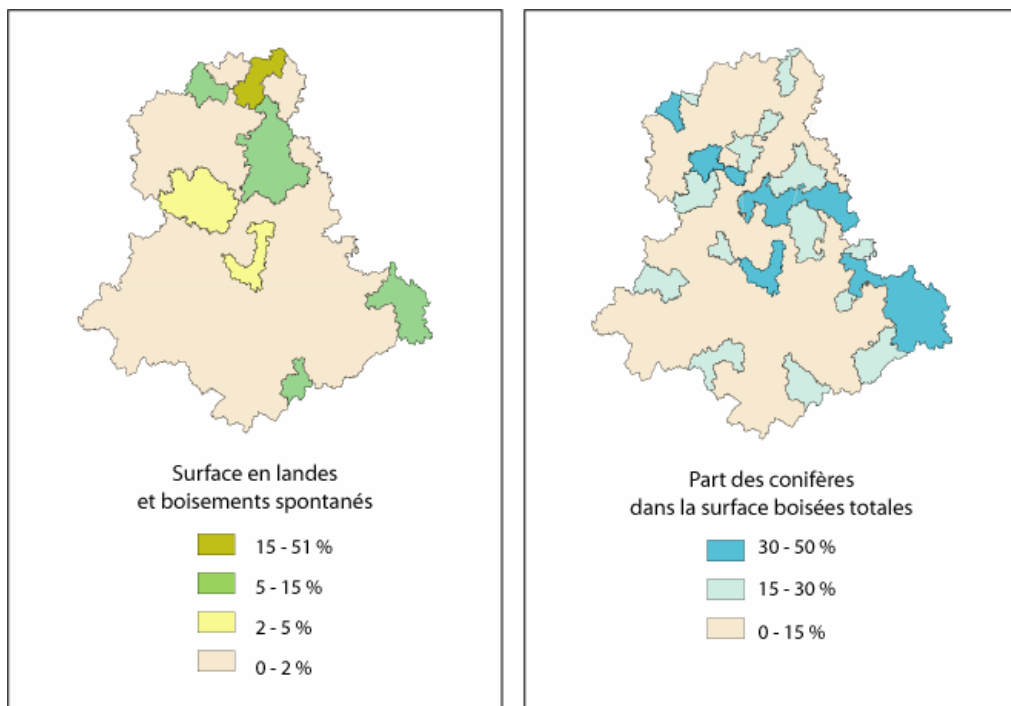 Surface en landes
et boisements spontanés
15 - 51 %
5 - 15 %
2 - 5 %
0 - 2 %
Part des conifères
dans la surface boisées totales
30 - 50 %
15 - 30 %
0 - 15 %